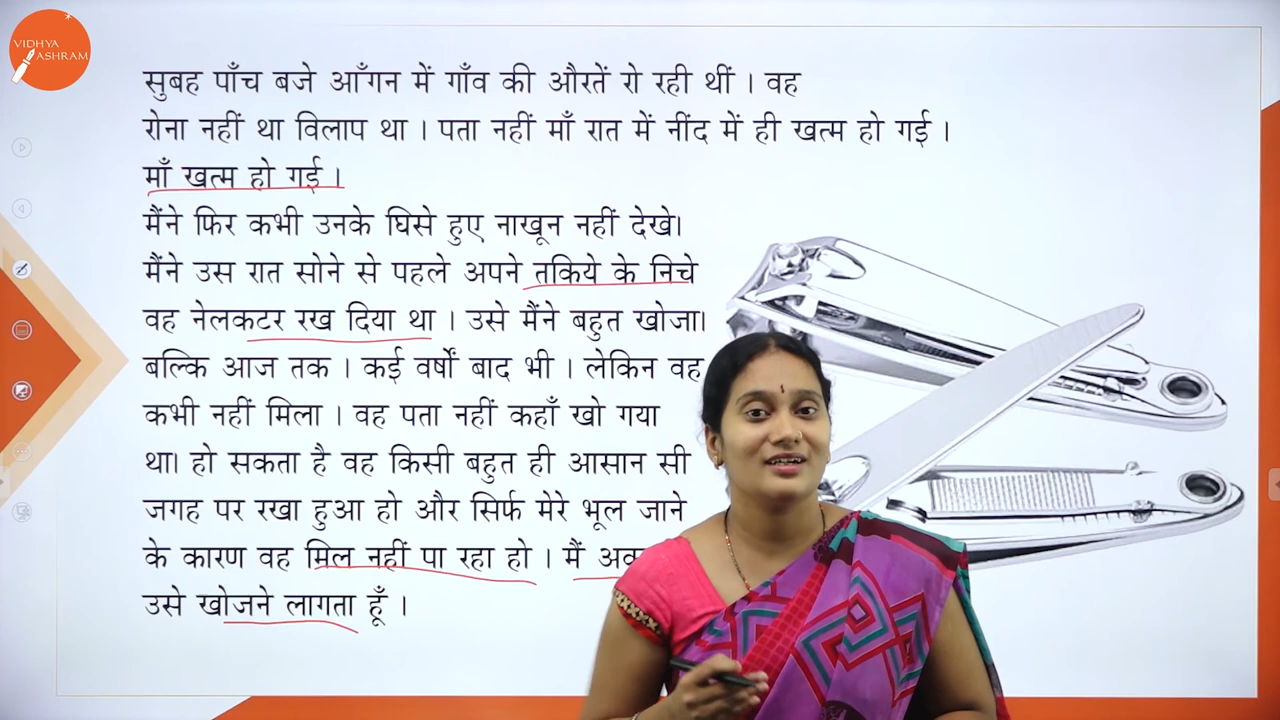 VIDHYA
ASHRAM
सुबह पाँच बजे आँगन में गाँव की औरतें रो रही थीं । वह
रोना नहीं था विलाप था । पता नहीं माँ रात में नींद में ही खत्म हो गई ।
माँ खत्म हो गई ।
मैंने फिर कभी उनके घिसे हुए नाखून नहीं देखे।
मैंने उस रात सोने से पहले अपने तकिये के निचे
वह नेलकटर रख दिया था । उसे मैंने बहुत खोजा।
बल्कि आज तक । कई वर्षों बाद भी । लेकिन वह
कभी नहीं मिला । वह पता नहीं कहाँ खो गया
था। हो सकता है वह किसी बहुत ही आसान सी
जगह पर रखा हुआ हो और सिर्फ मेरे भूल जाने
के कारण वह मिल नहीं पा रहा हो । मैं
उसे खोजने लागता हूँ ।